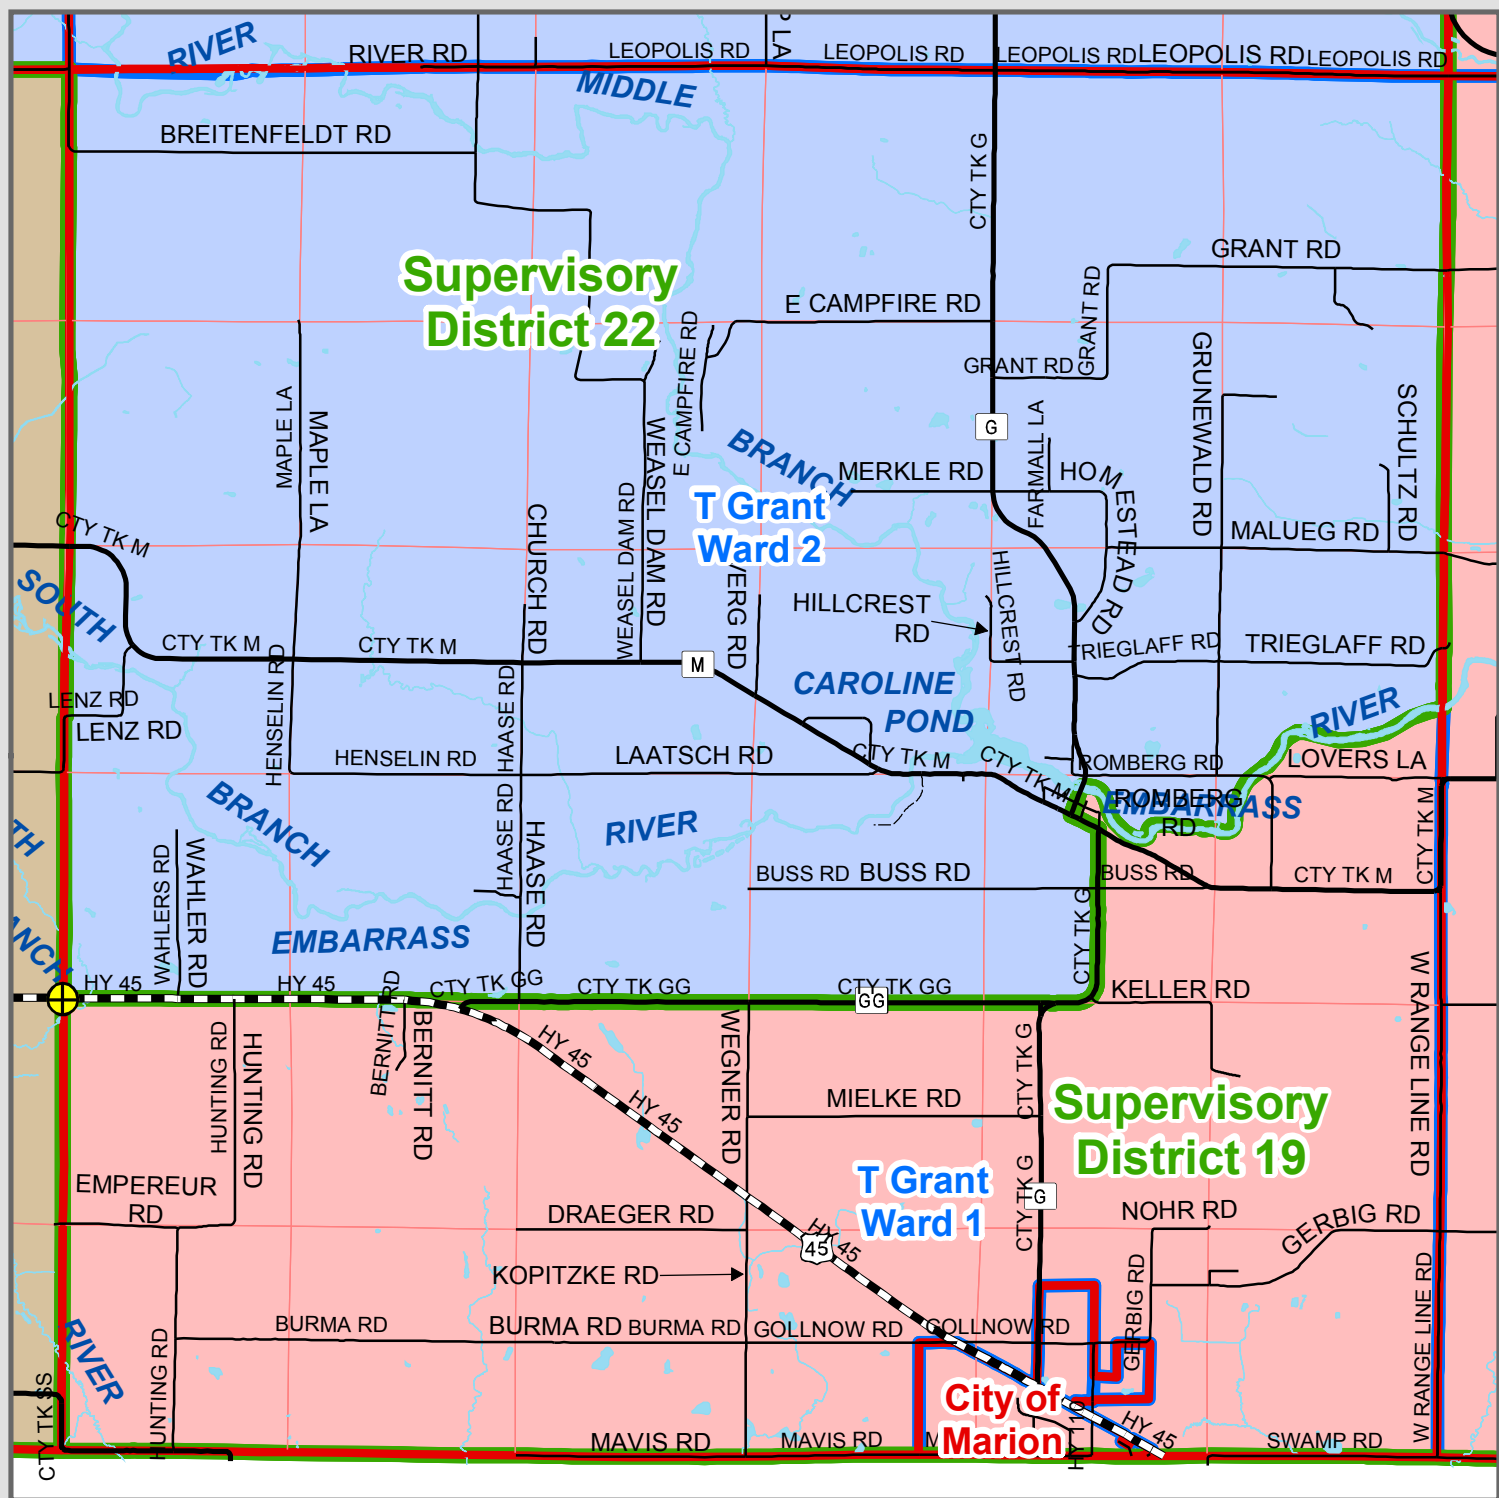 RIVER
RIVER RD
LEOPOLIS RD
P LA
LEOPOLIS RD
LEOPOLIS RD
LEOPOLIS RD
LEOPOLIS RD
MIDDLE
BREITENFELDT RD
CTY TK G
GRANT RD
Supervisory
District 22
E CAMPFIRE RD
GRANT RD
GRANT RD
E CAMPFIRE RD
GRUNEWALD RD
SCHULTZ RD
MAPLE LA
MAPLE LA
G
FARMALL LA
BRANCH
MERKLE RD
HOMESTEAD RD
WEASEL DAM RD
WEASEL DAM RD
T Grant
Ward 2
CHURCH RD
CTY TK M
MALUEG RD
SOUTH
VERG RD
HILLCREST
RD
HILLCREST RD
CTY TK M
CTY TK M
M
TRIEGLAFF RD
TRIEGLAFF RD
HENSELIN RD
HAASE RD
CAROLINE
POND
LENZ RD
LENZ RD
RIVER
HENSELIN RD
LAATSCH RD
CTY TK M
CTY TK M
ROMBERG RD
LOVERS LA
BRANCH
HAASE RD
RIVER
EMBARRASS
ROMBERG
RD
CTY TK M
TH
WAHLERS RD
WAHLER RD
HAASE RD
BUSS RD
BUSS RD
BUSS RD
CTY TK M
ANCH
EMBARRASS
CTY TK G
HY 45
HY 45
CTY TK GG
CTY TK GG
CTY TK GG
GG
KELLER RD
W RANGE LINE RD
BERNITT RD
BERNITT RD
HUNTING RD
HUNTING RD
HY 45
WEGNER RD
CTY TK G
HY 45
MIELKE RD
Supervisory
District 19
EMPEREUR
RD
T Grant
Ward 1
CTY TK G
G
NOHR RD
GERBIG RD
DRAEGER RD
HY 45
45
KOPITZKE RD
GERBIG RD
W RANGE LINE RD
RIVER
HUNTING RD
BURMA RD
BURMA RD
BURMA RD
GOLLNOW RD
GOLLNOW RD
City of
Marion
CTY TK SS
MAVIS RD
MAVIS RD
M
HY 110
HY 45
SWAMP RD